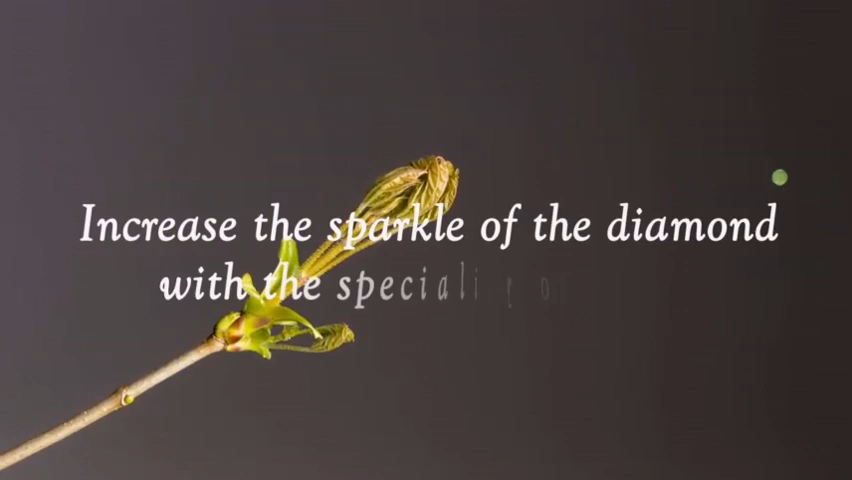 Increase the sparkle of the diamond
with the